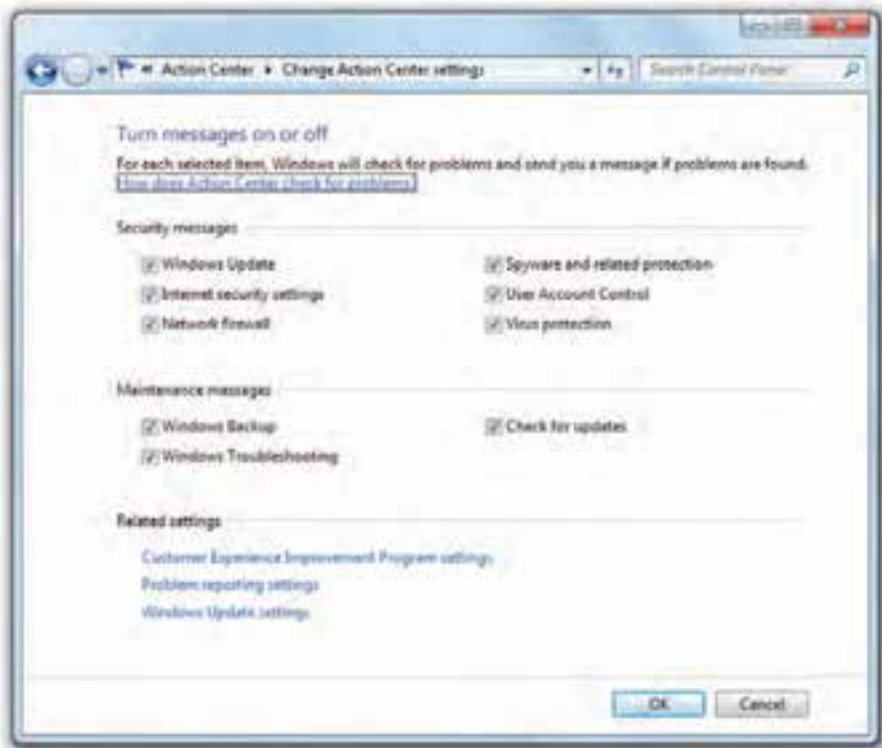 « Action Center ▸ Change Action Center settings
Search Control Panel
Turn messages on or off
For each selected item, Windows will check for problems and send you a message if problems are found.
How does Action Center check for problems?
Security messages
Windows Update
Spyware and related protection
Internet security settings
User Account Control
Network firewall
Virus protection
Maintenance messages
Windows Backup
Check for updates
Windows Troubleshooting
Related settings
Customer Experience Improvement Program settings
Problem reporting settings
Windows Update settings
OK
Cancel